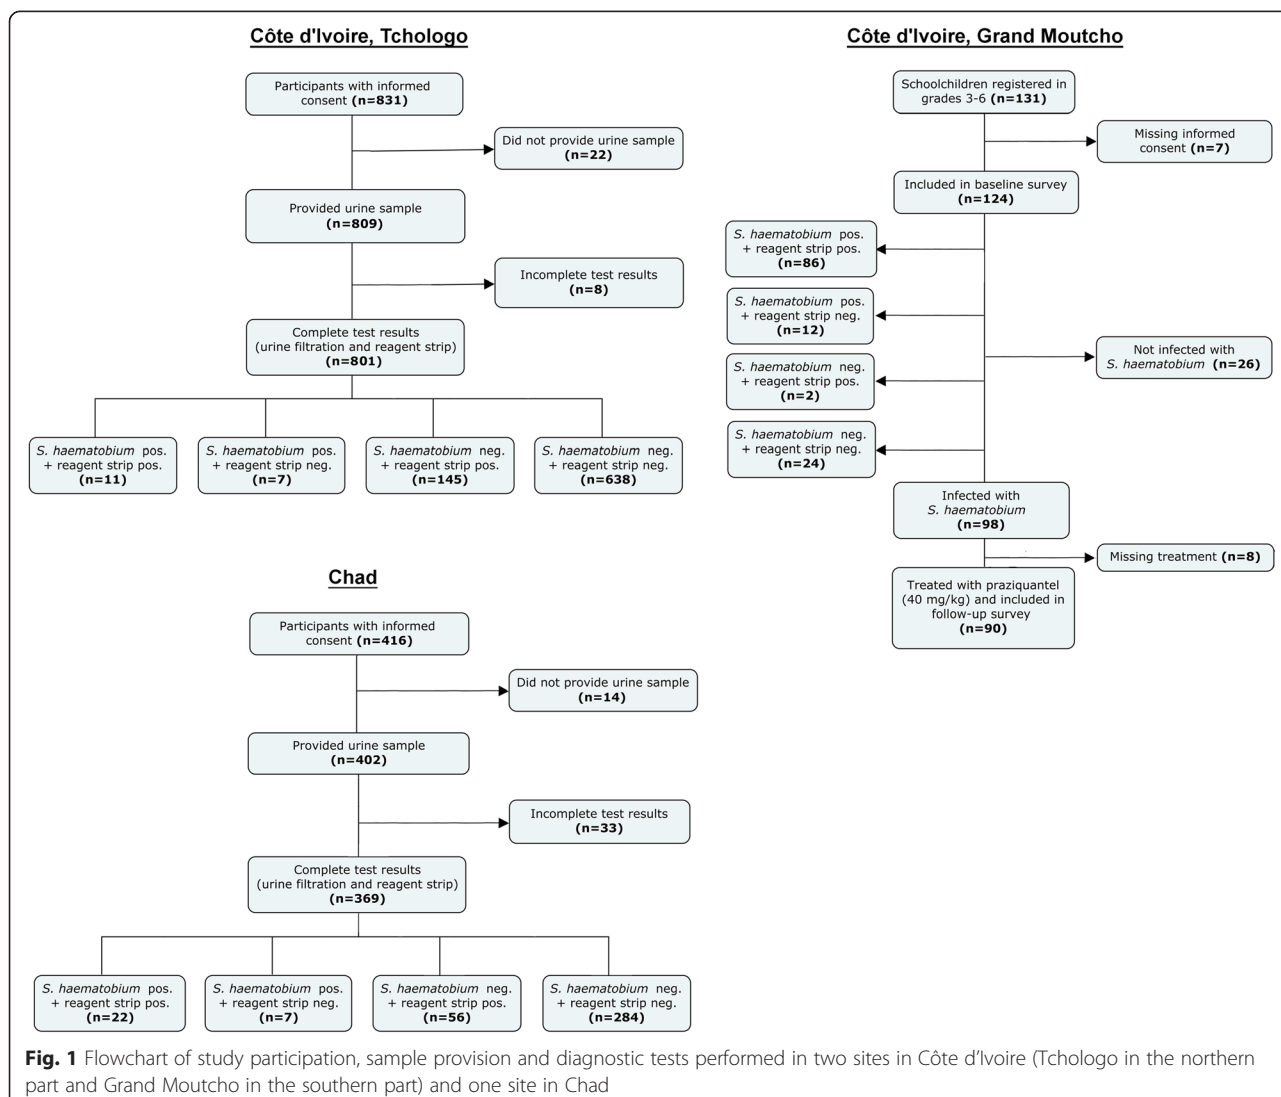 Côte d'Ivoire, Tchologo
Participants with informed
consent (n=831)
Did not provide urine sample
(n=22)
Provided urine sample
(n=809)
Incomplete test results
(n=8)
Complete test results
(urine filtration and reagent strip)
(n=801)
S. haematobium pos.
+ reagent strip pos.
(n=11)
S. haematobium pos.
+ reagent strip neg.
(n=7)
S. haematobium neg.
+ reagent strip pos.
(n=145)
S. haematobium neg.
+ reagent strip neg.
(n=638)
Côte d'Ivoire, Grand Moutcho
Schoolchildren registered in
grades 3-6 (n=131)
Missing informed
consent (n=7)
Included in baseline survey
(n=124)
S. haematobium pos.
+ reagent strip pos.
(n=86)
S. haematobium pos.
+ reagent strip neg.
(n=12)
S. haematobium neg.
+ reagent strip pos.
(n=2)
S. haematobium neg.
+ reagent strip neg.
(n=24)
Not infected with
S. haematobium (n=26)
Infected with
S. haematobium
(n=98)
Missing treatment (n=8)
Treated with praziquantel
(40 mg/kg) and included in
follow-up survey
(n=90)
Chad
Participants with informed
consent (n=416)
Did not provide urine sample
(n=14)
Provided urine sample
(n=402)
Incomplete test results
(n=33)
Complete test results
(urine filtration and reagent strip)
(n=369)
S. haematobium pos.
+ reagent strip pos.
(n=22)
S. haematobium pos.
+ reagent strip neg.
(n=7)
S. haematobium neg.
+ reagent strip pos.
(n=56)
S. haematobium neg.
+ reagent strip neg.
(n=284)
Fig. 1 Flowchart of study participation, sample provision and diagnostic tests performed in two sites in Côte d’Ivoire (Tchologo in the northern
part and Grand Moutcho in the southern part) and one site in Chad